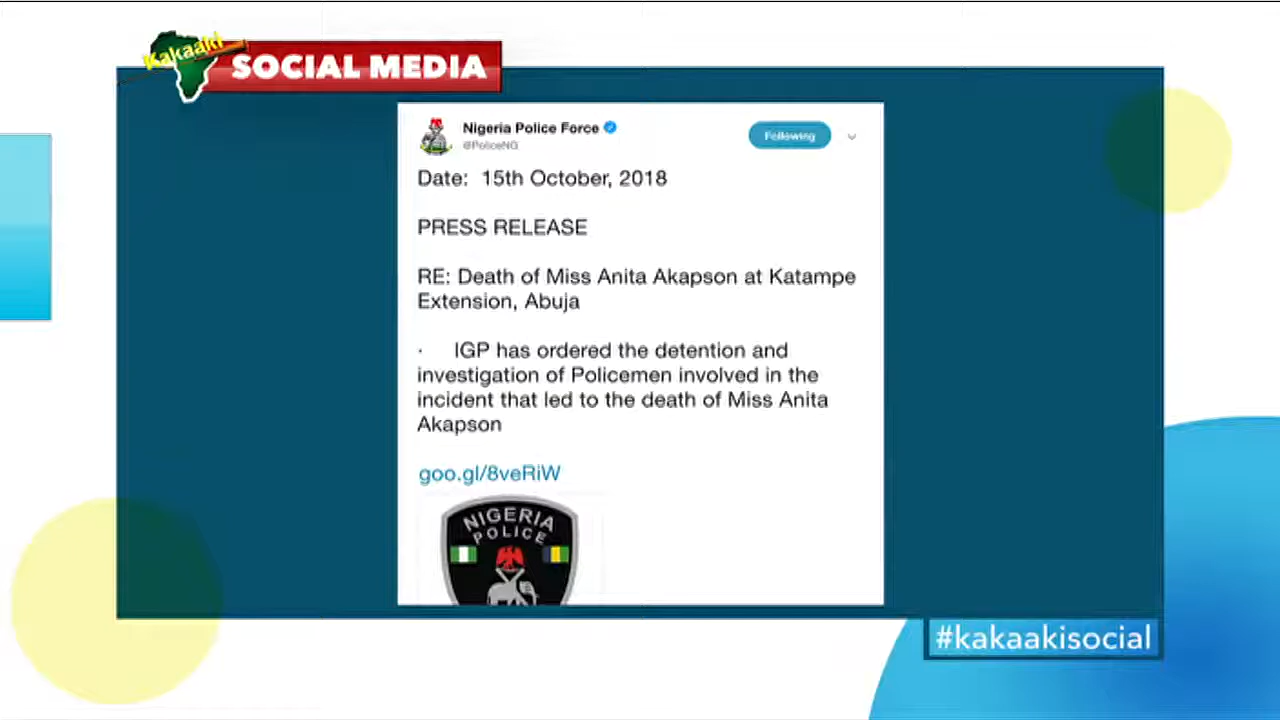 Kakaaki
SOCIAL MEDIA
Nigeria Police Force
@PoliceNG
Following
Date: 15th October, 2018
PRESS RELEASE
RE: Death of Miss Anita Akapson at Katampe
Extension, Abuja
· IGP has ordered the detention and
investigation of Policemen involved in the
incident that led to the death of Miss Anita
Akapson
goo.gl/8veRiW
NIGERIA
POLICE
#kakaakisocial